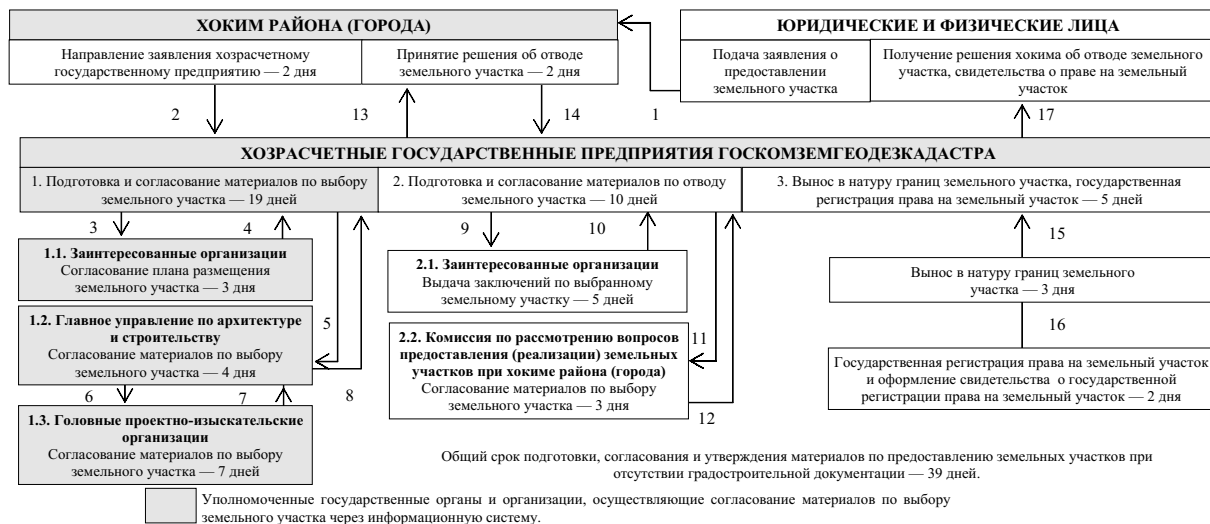 ХОКИМ РАЙОНА (ГОРОДА)
Направление заявления хозрасчетному
государственному предприятию — 2 дня
Принятие решения об отводе
земельного участка — 2 дня
ЮРИДИЧЕСКИЕ И ФИЗИЧЕСКИЕ ЛИЦА
Подача заявления о
предоставлении
земельного участка
Получение решения хокима об отводе земельного
участка, свидетельства о праве на земельный
участок
2
13
14
1
17
ХОЗРАСЧЕТНЫЕ ГОСУДАРСТВЕННЫЕ ПРЕДПРИЯТИЯ ГОСКОМЗЕМГЕОДЕЗКАДАСТРА
1. Подготовка и согласование материалов по выбору
земельного участка — 19 дней
2. Подготовка и согласование материалов по отводу
земельного участка — 10 дней
3. Вынос в натуру границ земельного участка, государственная
регистрация права на земельный участок — 5 дней
3
4
9
10
15
1.1. Заинтересованные организации
Согласование плана размещения
земельного участка — 3 дня
2.1. Заинтересованные организации
Выдача заключений по выбранному
земельному участку — 5 дней
Вынос в натуру границ земельного
участка — 3 дня
5
11
16
1.2. Главное управление по архитектуре
и строительству
Согласование материалов по выбору
земельного участка — 4 дня
2.2. Комиссия по рассмотрению вопросов
предоставления (реализации) земельных
участков при хокиме района (города)
Согласование материалов по выбору
земельного участка — 3 дня
Государственная регистрация права на земельный участок
и оформление свидетельства о государственной
регистрации права на земельный участок — 2 дня
6
7
8
12
1.3. Головные проектно-изыскательские
организации
Согласование материалов по выбору
земельного участка — 7 дней
Общий срок подготовки, согласования и утверждения материалов по предоставлению земельных участков при
отсутствии градостроительной документации — 39 дней.
Уполномоченные государственные органы и организации, осуществляющие согласование материалов по выбору
земельного участка через информационную систему.